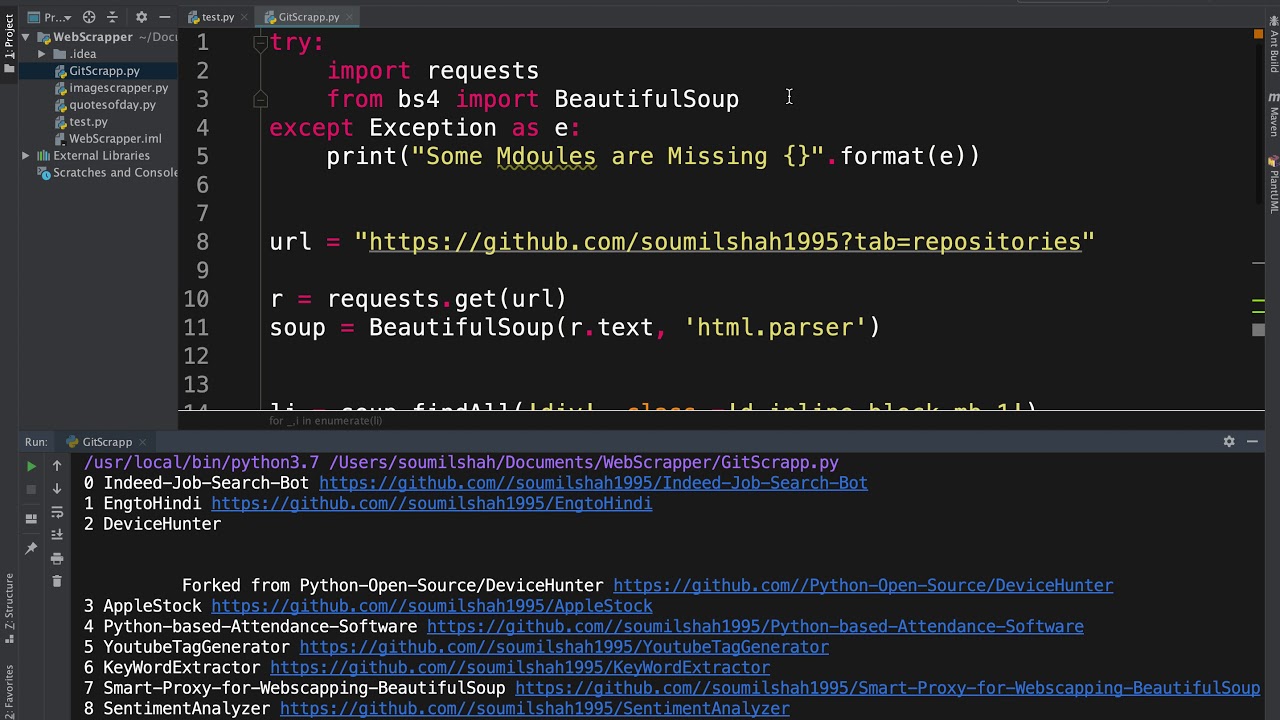 Pr...
test.py
GitScrapp.py
1: Project
WebScrapper ~/Docu
.idea
GitScrapp.py
imagescrapper.py
quotesofday.py
test.py
WebScrapper.iml
External Libraries
Scratches and Console
1 try:
2 import requests
3 from bs4 import BeautifulSoup
4 except Exception as e:
5 print("Some Mdoules are Missing {}".format(e))
6
7
8 url = "https://github.com/soumilshah1995?tab=repositories"
9
10 r = requests.get(url)
11 soup = BeautifulSoup(r.text, 'html.parser')
12
13
14 li = soup.findAll('div', class_='d-inline-block mb-1')
for _,i in enumerate(li)
Ant Build
Maven
PlantUML
Run: GitScrapp
/usr/local/bin/python3.7 /Users/soumilshah/Documents/WebScrapper/GitScrapp.py
0 Indeed-Job-Search-Bot https://github.com//soumilshah1995/Indeed-Job-Search-Bot
1 EngtoHindi https://github.com//soumilshah1995/EngtoHindi
2 DeviceHunter
Forked from Python-Open-Source/DeviceHunter https://github.com//Python-Open-Source/DeviceHunter
3 AppleStock https://github.com//soumilshah1995/AppleStock
4 Python-based-Attendance-Software https://github.com//soumilshah1995/Python-based-Attendance-Software
5 YoutubeTagGenerator https://github.com//soumilshah1995/YoutubeTagGenerator
6 KeyWordExtractor https://github.com//soumilshah1995/KeyWordExtractor
7 Smart-Proxy-for-Webscapping-BeautifulSoup https://github.com//soumilshah1995/Smart-Proxy-for-Webscapping-BeautifulSoup
8 SentimentAnalyzer https://github.com//soumilshah1995/SentimentAnalyzer
Z: Structure
2: Favorites